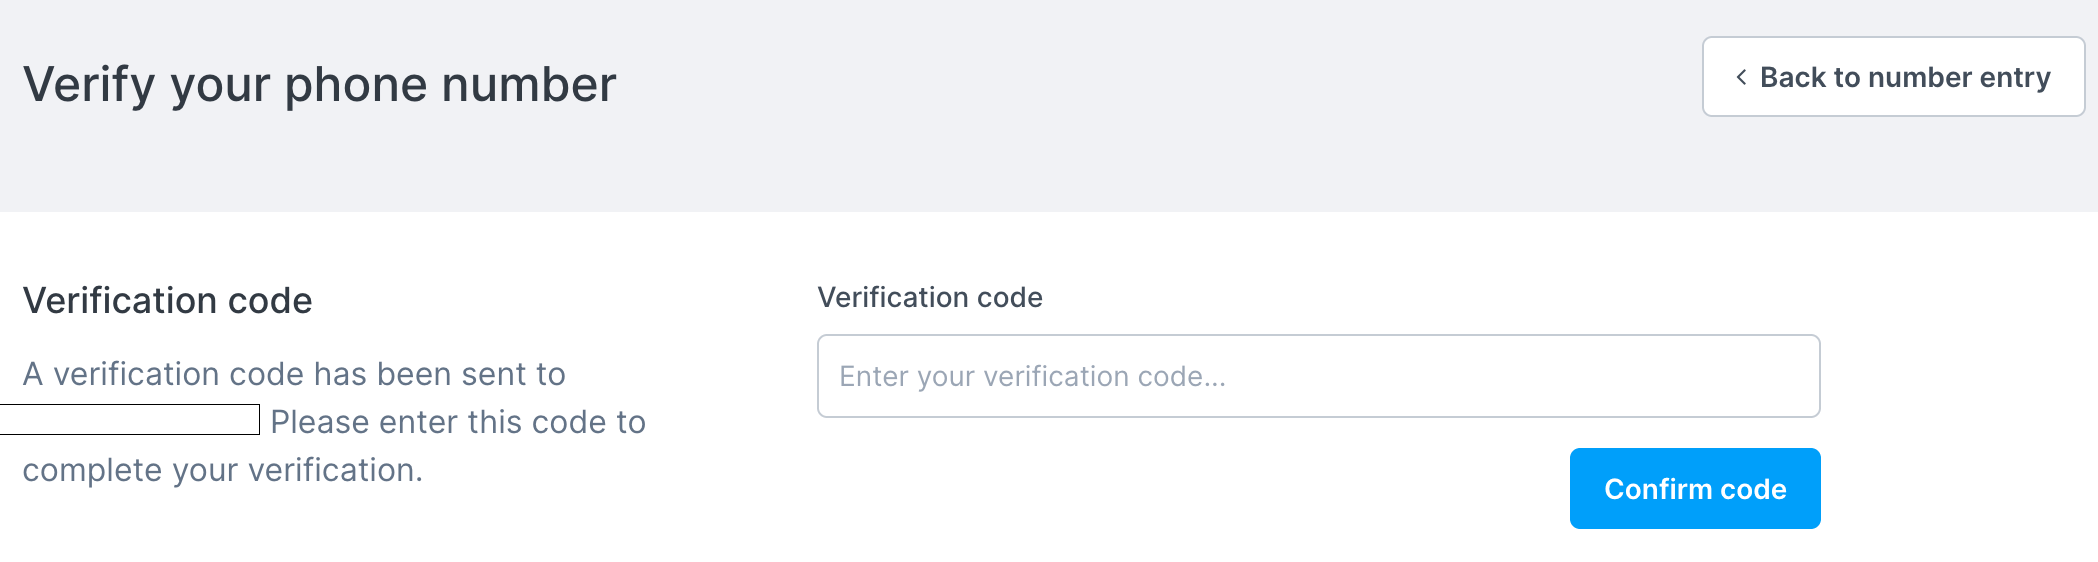 Verify your phone number
Back to number entry
Verification code
A verification code has been sent to
Please enter this code to
complete your verification.
Verification code
Enter your verification code...
Confirm code